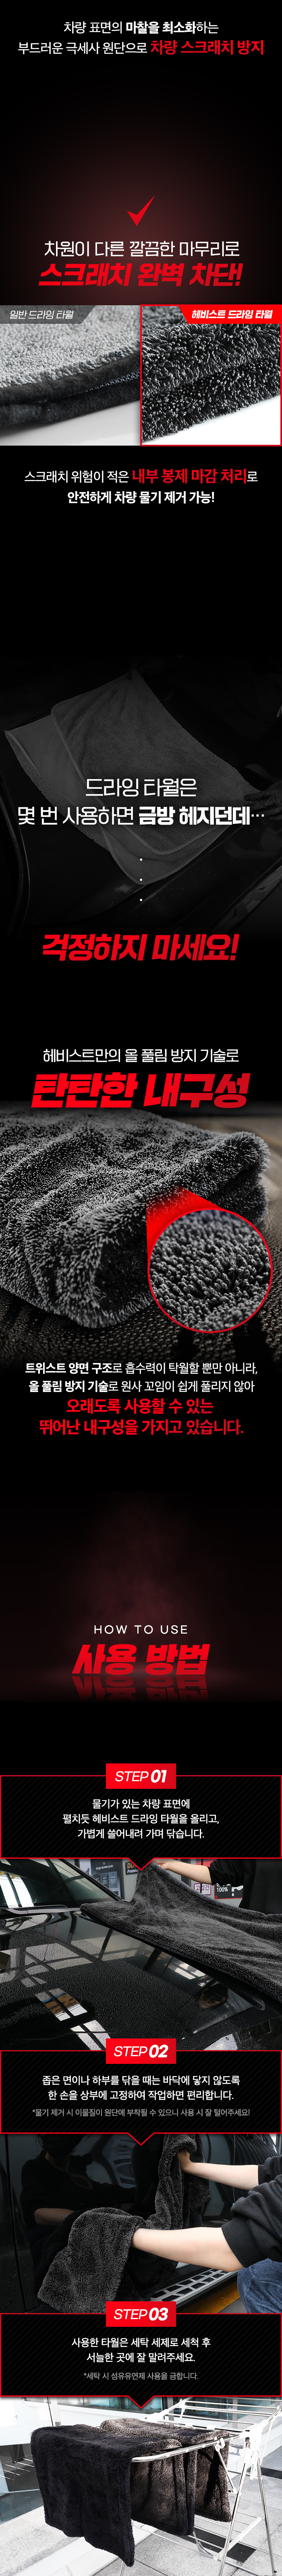 차량 표면의 마찰을 최소화하는
부드러운 극세사 원단으로 차량 스크래치 방지
차원이 다른 깔끔한 마무리로
스크래치 완벽 차단!
일반 드라잉 타월
헤비스트 드라잉 타월
스크래치 위험이 적은 내부 봉제 마감 처리로
안전하게 차량 물기 제거 가능!
드라잉 타월은
몇 번 사용하면 금방 헤지던데…
걱정하지 마세요!
헤비스트만의 올 풀림 방지 기술로
탄탄한 내구성
트위스트 양면 구조로 흡수력이 탁월할 뿐만 아니라,
올 풀림 방지 기술로 원사 꼬임이 쉽게 풀리지 않아
오래도록 사용할 수 있는
뛰어난 내구성을 가지고 있습니다.
HOW TO USE
사용 방법
STEP 01
물기가 있는 차량 표면에
펼치듯 헤비스트 타월을 올리고,
가볍게 쓸어내려 가며 닦습니다.
100%
STEP 02
좁은 면이나 하부를 닦을 때는 바닥에 닿지 않도록
한 손을 상부에 고정하여 작업하면 편리합니다.
*물기 제거 시 이물질이 원단에 부착될 수 있으니 사용 시 잘 털어주세요!
STEP 03
사용한 타월은 세탁 세제로 세척 후
서늘한 곳에 잘 말려주세요.
*세탁 시 섬유유연제 사용을 금합니다.